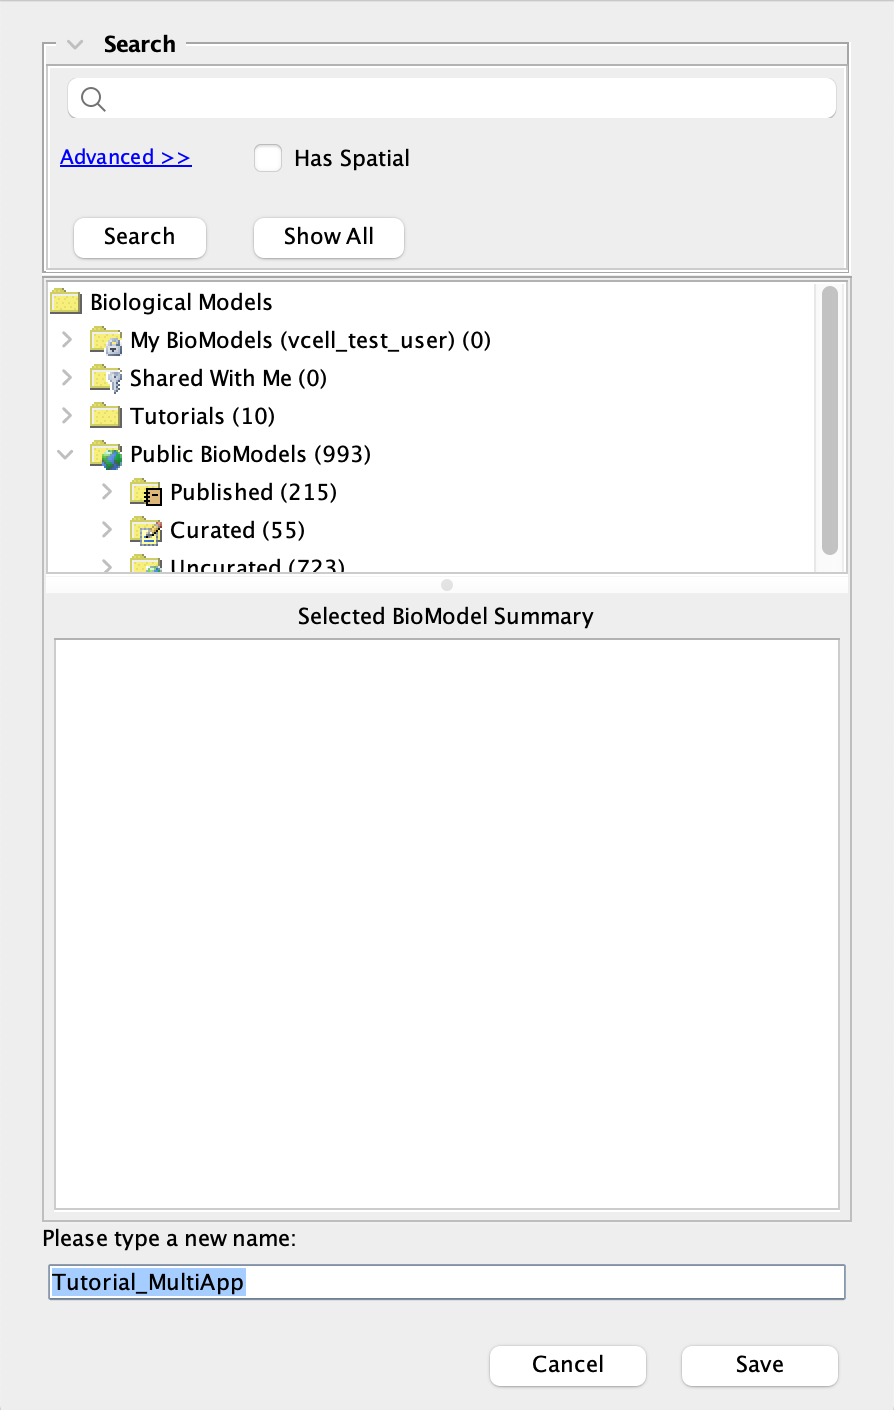 Search
Advanced >>
Has Spatial
Search
Show All
Biological Models
My BioModels (vcell_test_user) (0)
Shared With Me (0)
Tutorials (10)
Public BioModels (993)
Published (215)
Curated (55)
Uncurated (723)
Selected BioModel Summary
Please type a new name:
Tutorial_MultiApp
Cancel
Save